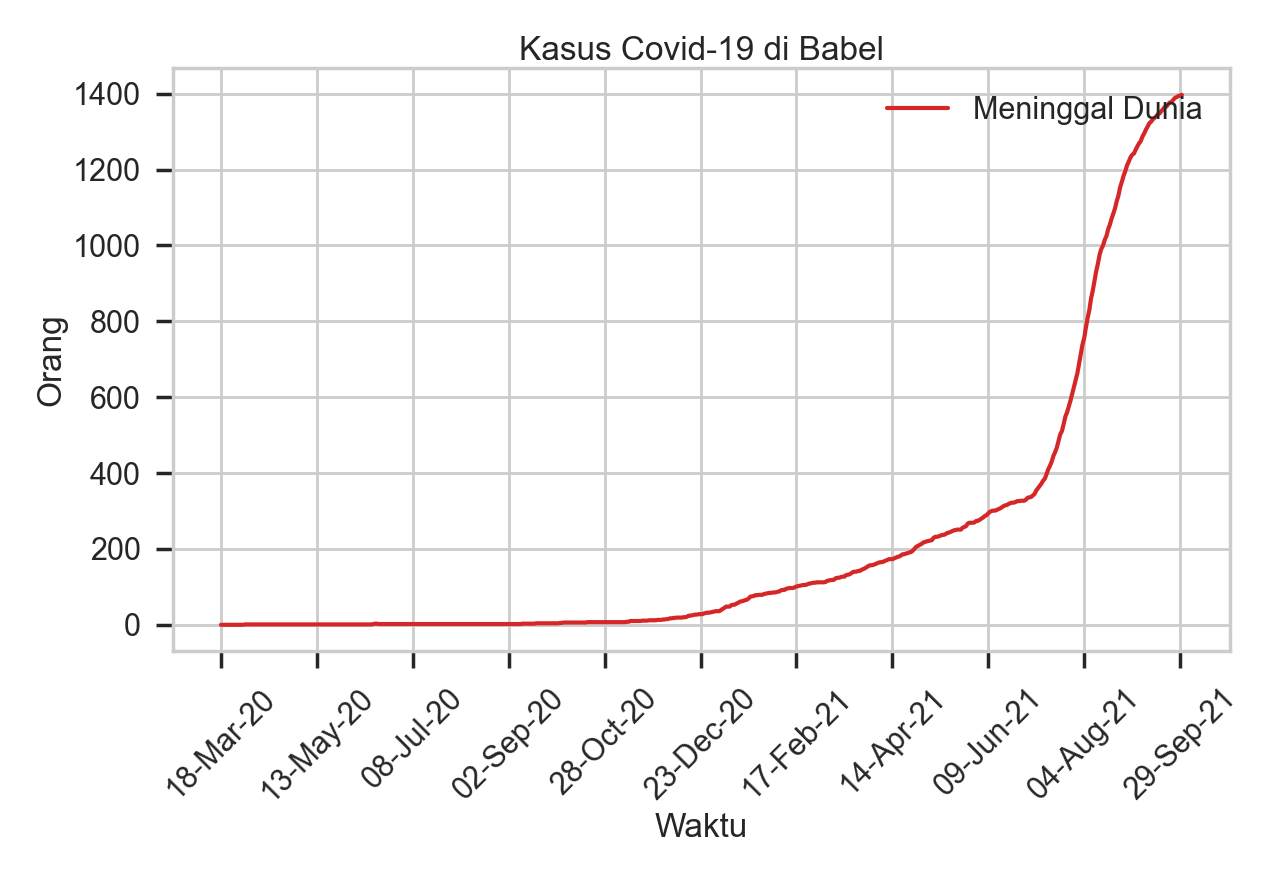 Kasus Covid-19 di Babel
Meninggal Dunia
Orang
1400
1200
1000
800
600
400
200
0
18-Mar-20
13-May-20
08-Jul-20
02-Sep-20
28-Oct-20
23-Dec-20
17-Feb-21
14-Apr-21
09-Jun-21
04-Aug-21
29-Sep-21
Waktu